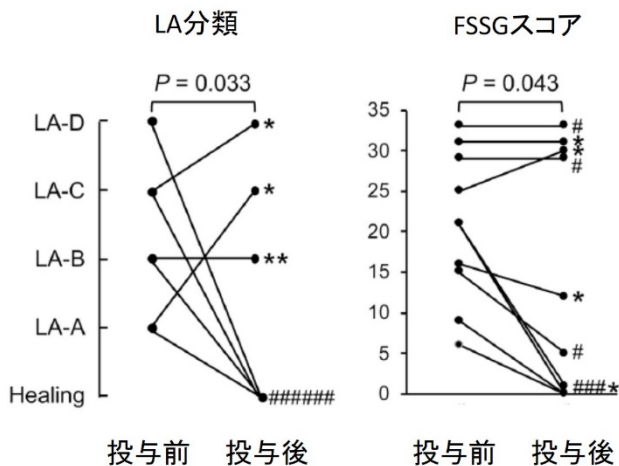 LA分類
FSSGスコア
P = 0.033
P = 0.043
LA-D
LA-C
LA-B
LA-A
Healing
*
*
**
######
35
30
25
20
15
10
5
0
#
*
*
#
*
#
###*
投与前
投与後
投与前
投与後